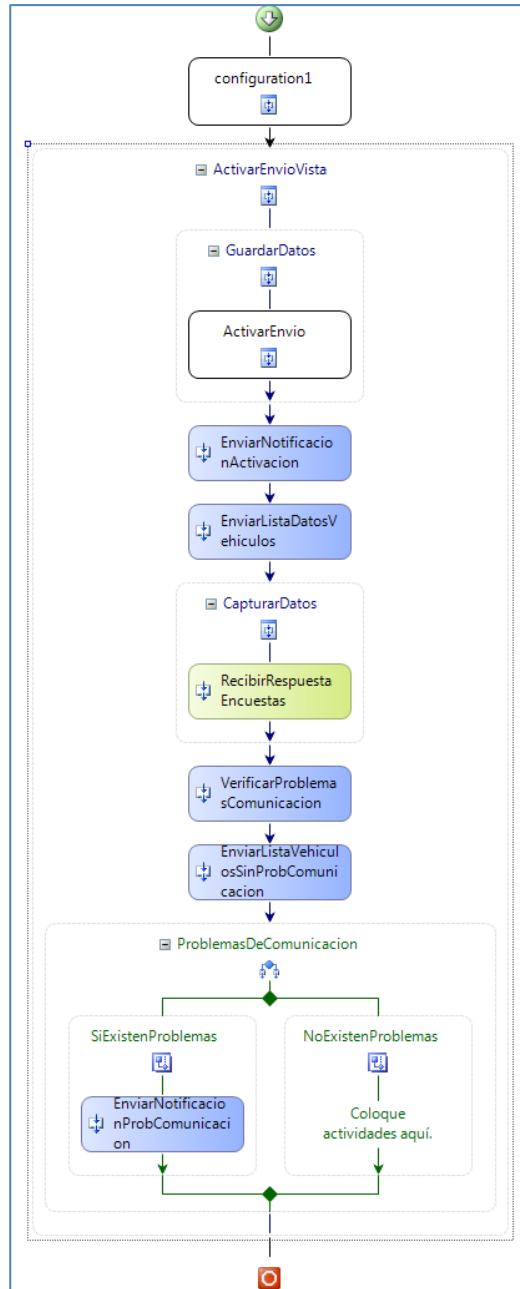 configuration1
ActivarEnvioVista
GuardarDatos
ActivarEnvio
EnviarNotificacio
nActivacion
EnviarListaDatosV
ehiculos
CapturarDatos
RecibirRespuesta
Encuestas
VerificarProblema
sComunicacion
EnviarListaVehicul
osSinProbComuni
cacion
ProblemasDeComunicacion
SiExistenProblemas
EnviarNotificacio
nProbComunicaci
on
NoExistenProblemas
Coloque
actividades aquí.